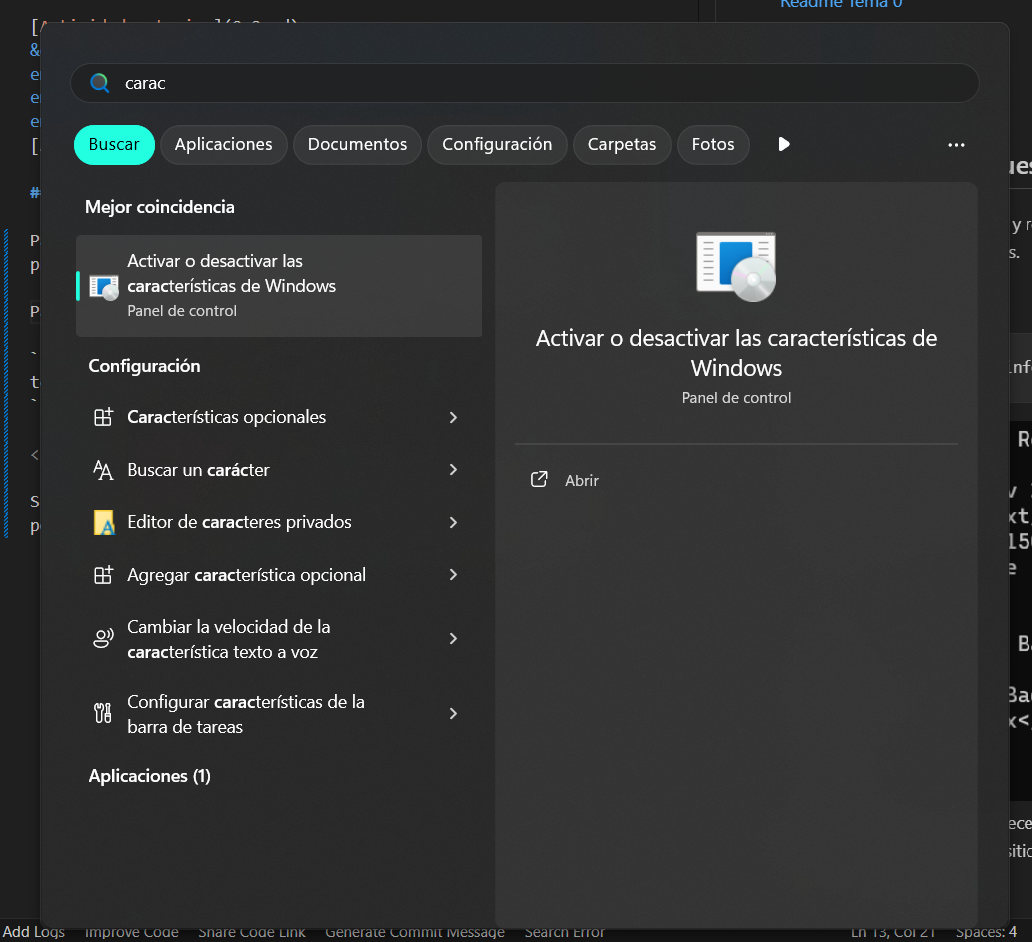 Readme Tema 0
carac
Buscar
Aplicaciones
Documentos
Configuración
Carpetas
Fotos
Mejor coincidencia
Activar o desactivar las
características de Windows
Panel de control
Configuración
Características opcionales
Buscar un carácter
Editor de caracteres privados
Agregar característica opcional
Cambiar la velocidad de la
característica texto a voz
Configurar características de la
barra de tareas
Aplicaciones (1)
Activar o desactivar las características de
Windows
Panel de control
Abrir
Add Logs
Improve Code
Share Code Link
Generate Commit Message
Search Error
Ln 13, Col 21
Spaces: 4